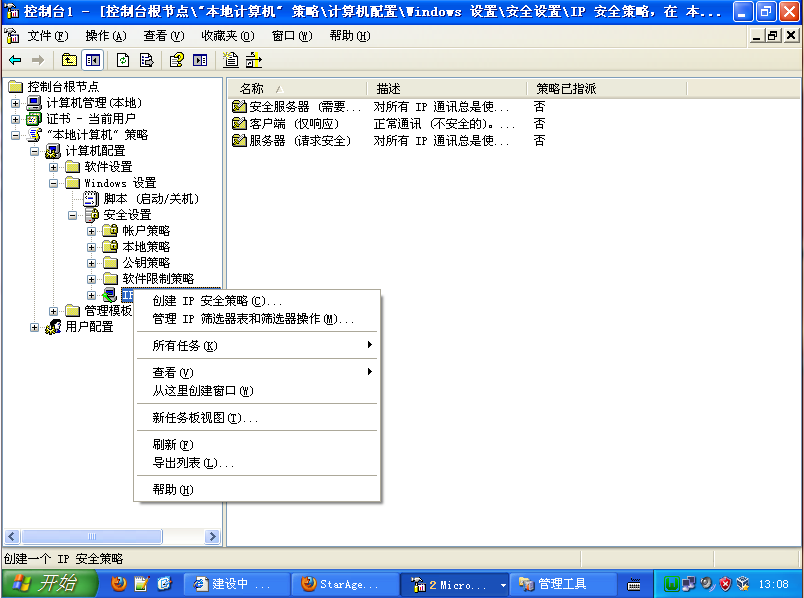 控制台1 - [控制台根节点\"本地计算机" 策略\计算机配置\Windows 设置\安全设置\IP 安全策略，在 本...
文件(F) 操作(A) 查看(V) 收藏夹(O) 窗口(W) 帮助(H)
控制台根节点
计算机管理(本地)
证书 - 当前用户
"本地计算机" 策略
计算机配置
软件设置
Windows 设置
脚本 (启动/关机)
安全设置
帐户策略
本地策略
公钥策略
软件限制策略
IP
管理模板
用户配置
名称 描述 策略已指派
安全服务器 (需要... 对所有 IP 通讯总是使... 否
客户端 (仅响应) 正常通讯 (不安全的)。... 否
服务器 (请求安全) 对所有 IP 通讯总是使... 否
创建 IP 安全策略(C)...
管理 IP 筛选器表和筛选器操作(M)...
所有任务(K)
查看(V)
从这里创建窗口(W)
新任务板视图(T)...
刷新(F)
导出列表(L)...
帮助(H)
创建一个 IP 安全策略
开始 建设中 ... StarAge... 2 Micro... 管理工具 13:08